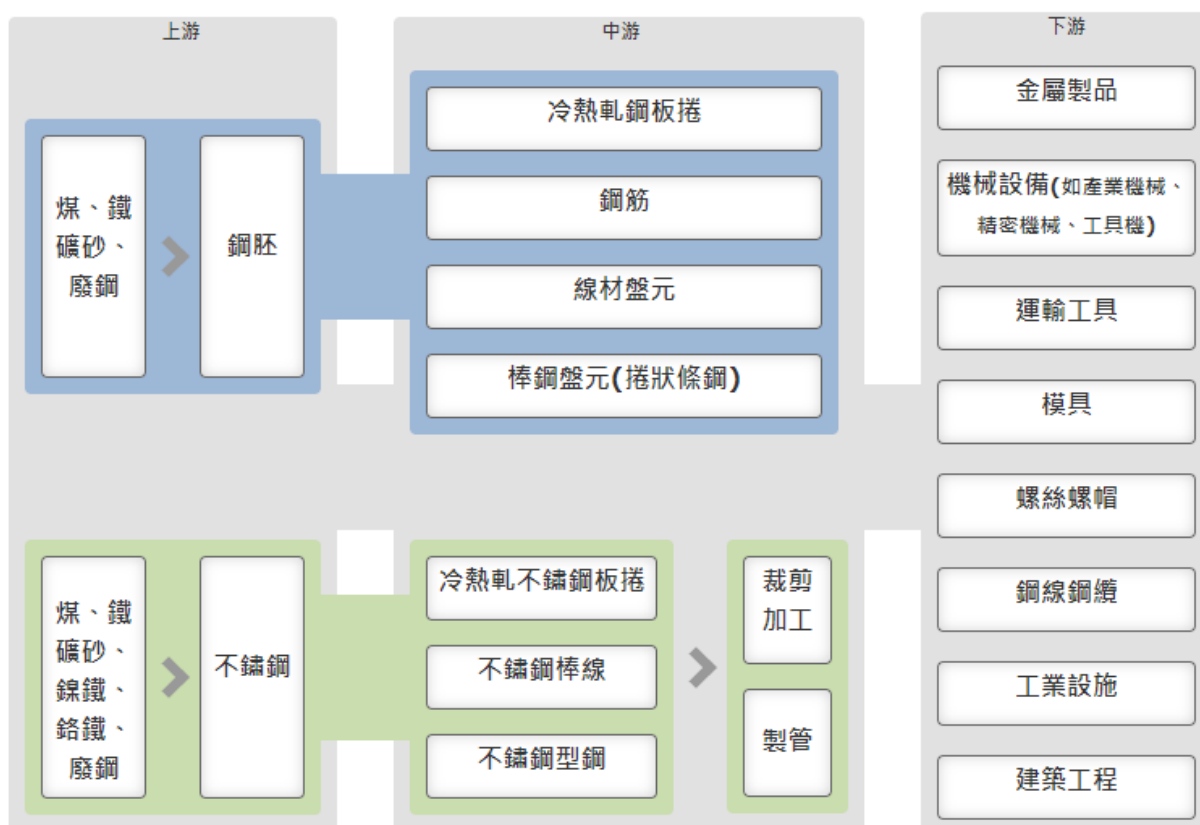 上游
中游
下游
煤、鐵
礦砂、
廢鋼
鋼胚
冷熱軋鋼板捲
鋼筋
線材盤元
棒鋼盤元(捲狀條鋼)
煤、鐵
礦砂、
鎳鐵、
鉻鐵、
廢鋼
不鏽鋼
冷熱軋不鏽鋼板捲
不鏽鋼棒線
不鏽鋼型鋼
裁剪
加工
製管
金屬製品
機械設備(如產業機械、
精密機械、工具機)
運輸工具
模具
螺絲螺帽
鋼線鋼纜
工業設施
建築工程